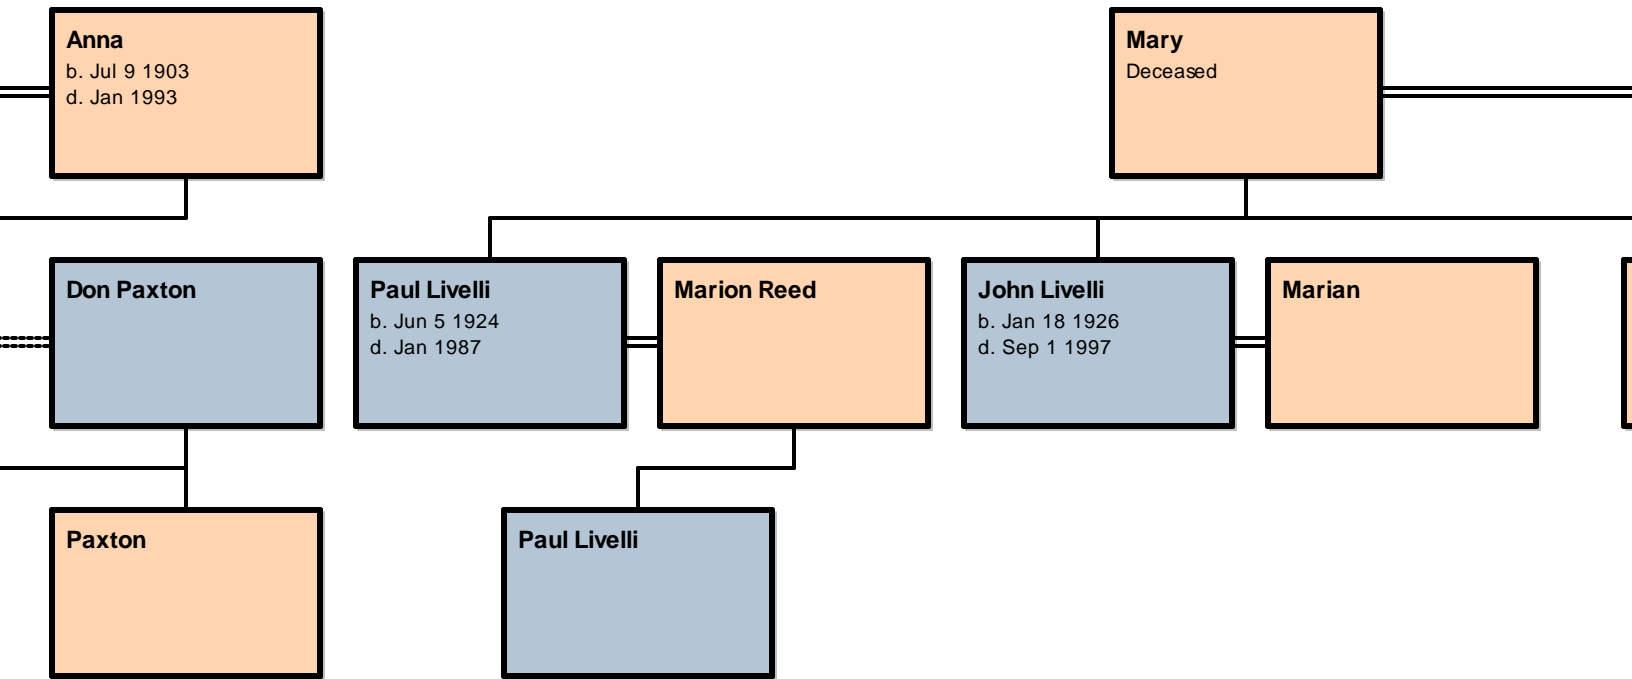 Anna
b. Jul 9 1903
d. Jan 1993
Mary
Deceased
Don Paxton
Paul Livelli
b. Jun 5 1924
d. Jan 1987
Marion Reed
John Livelli
b. Jan 18 1926
d. Sep 1 1997
Marian
Paxton
Paul Livelli